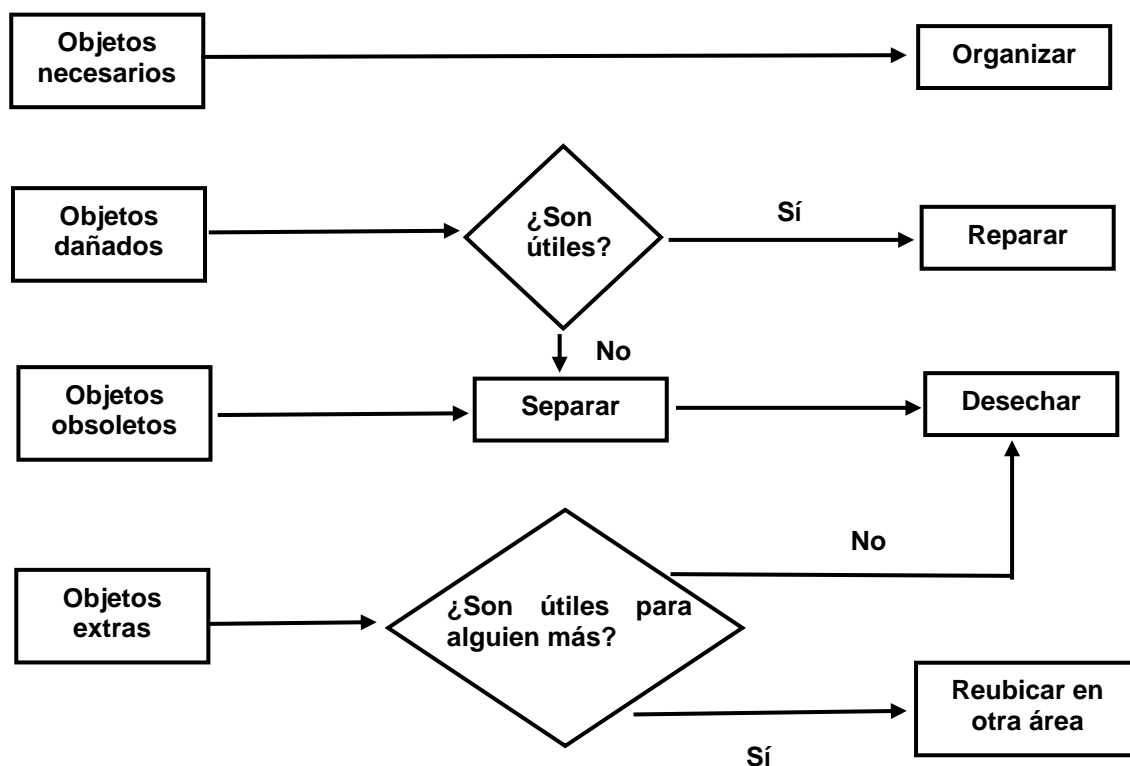 Objetos
necesarios
Organizar
Objetos
dañados
¿Son
útiles?
Sí
Reparar
No
Objetos
obsoletos
Separar
Desechar
No
Objetos
extras
¿Son útiles para
alguien más?
Reubicar en
otra área
Sí